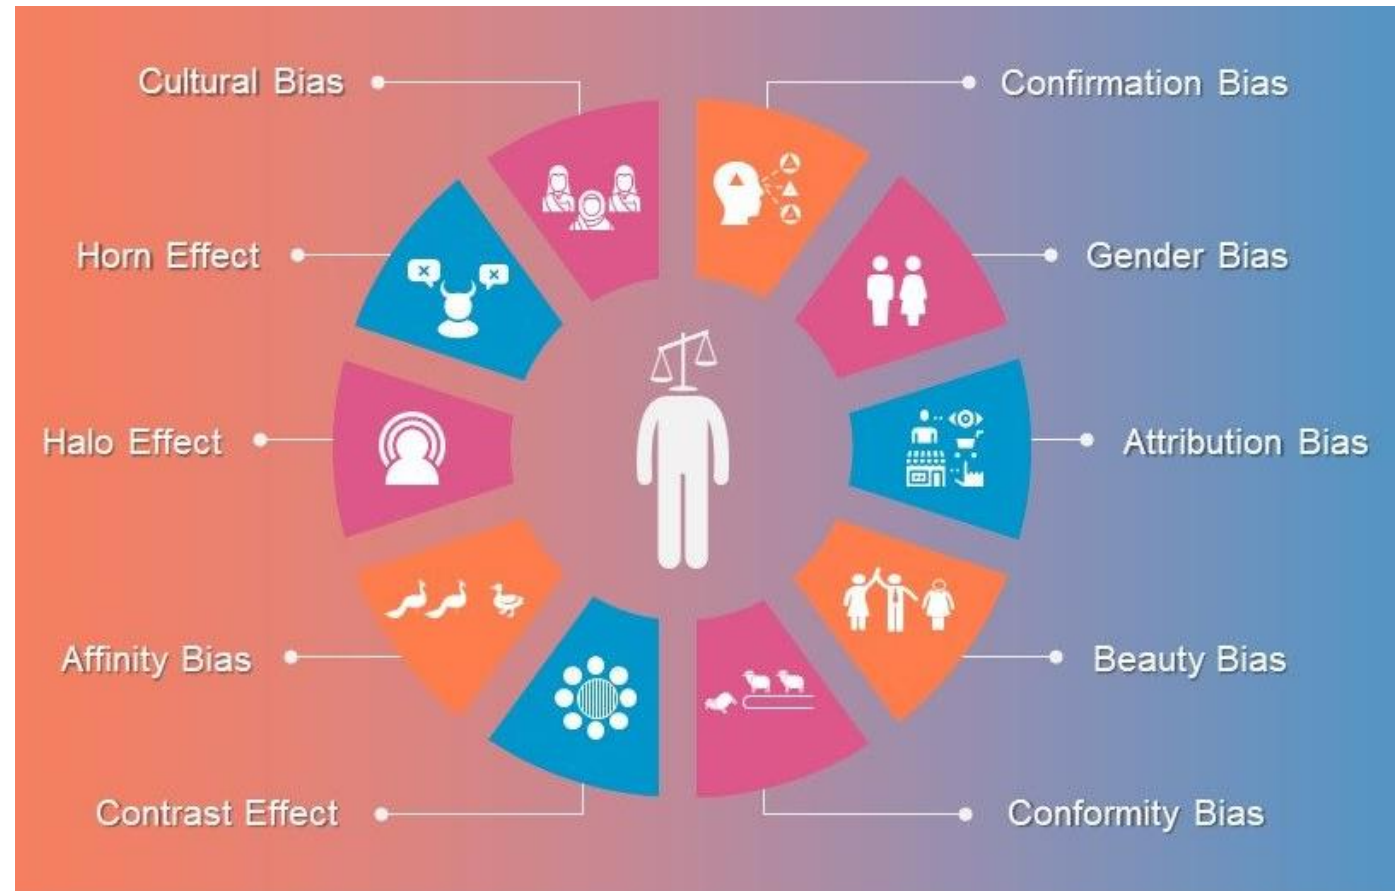 Cultural Bias
Confirmation Bias
Horn Effect
Gender Bias
Halo Effect
Attribution Bias
Affinity Bias
Beauty Bias
Contrast Effect
Conformity Bias